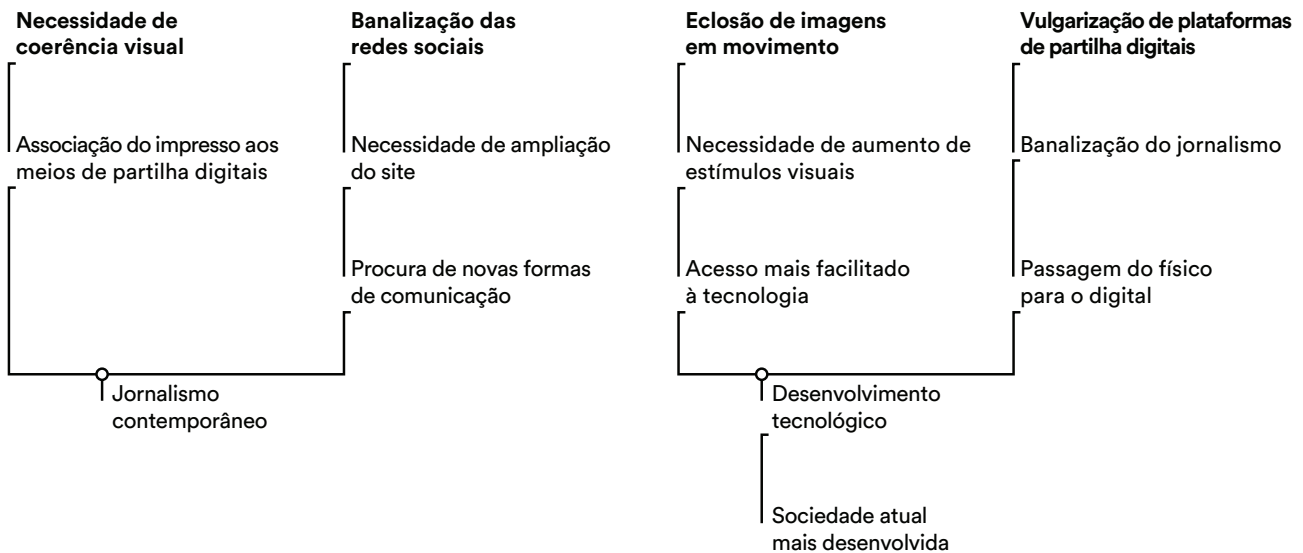 Necessidade de
coerência visual
Associação do impresso aos
meios de partilha digitais
Banalização das
redes sociais
Necessidade de ampliação
do site
Procura de novas formas
de comunicação
Jornalismo
contemporâneo
Eclosão de imagens
em movimento
Necessidade de aumento de
estímulos visuais
Acesso mais facilitado
à tecnologia
Vulgarização de plataformas
de partilha digitais
Banalização do jornalismo
Passagem do físico
para o digital
Desenvolvimento
tecnológico
Sociedade atual
mais desenvolvida